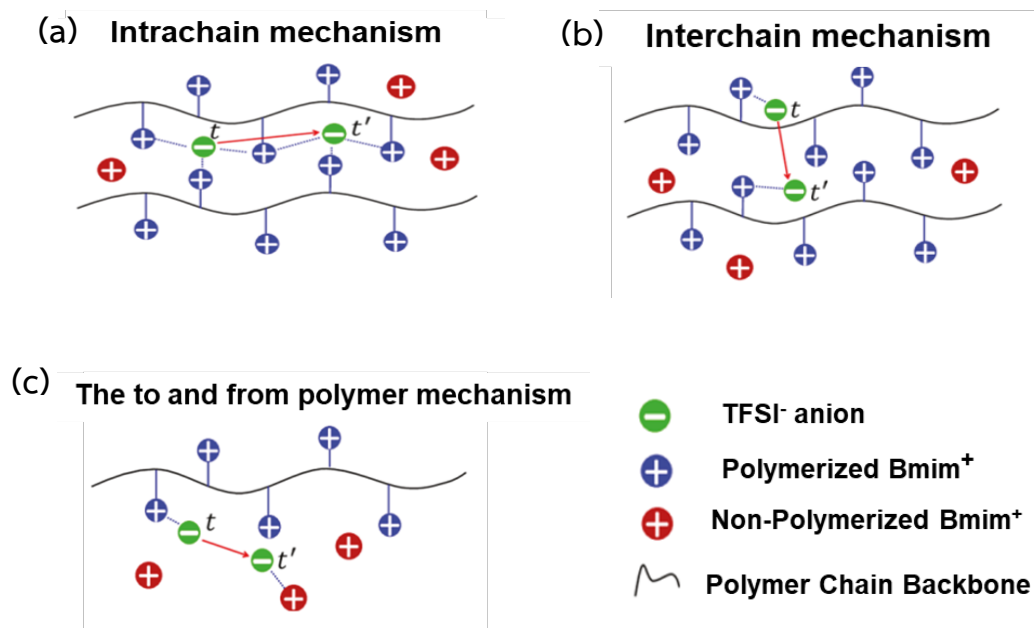 (a) Intrachain mechanism
t t′
(b) Interchain mechanism
t
t′
(c) The to and from polymer mechanism
t
t′
TFSI⁻ anion
Polymerized Bmim⁺
Non-Polymerized Bmim⁺
Polymer Chain Backbone